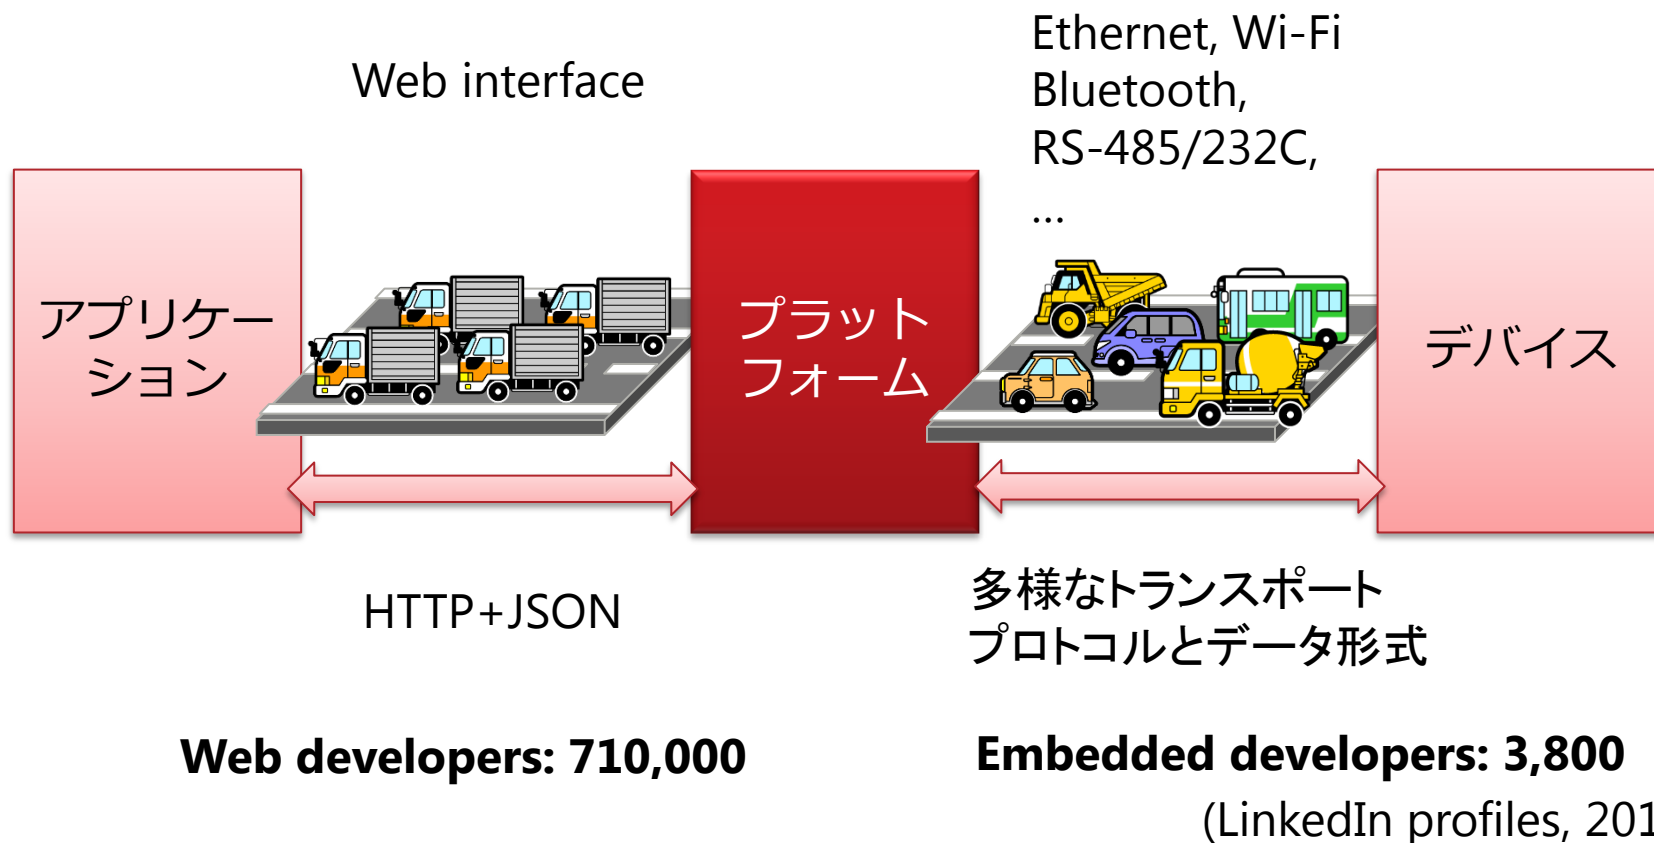 Web interface
Ethernet, Wi-Fi
Bluetooth,
RS-485/232C,
...
アプリケー
ション
プラット
フォーム
デバイス
HTTP+JSON
多様なトランスポート
プロトコルとデータ形式
Web developers: 710,000
Embedded developers: 3,800
(LinkedIn profiles, 201